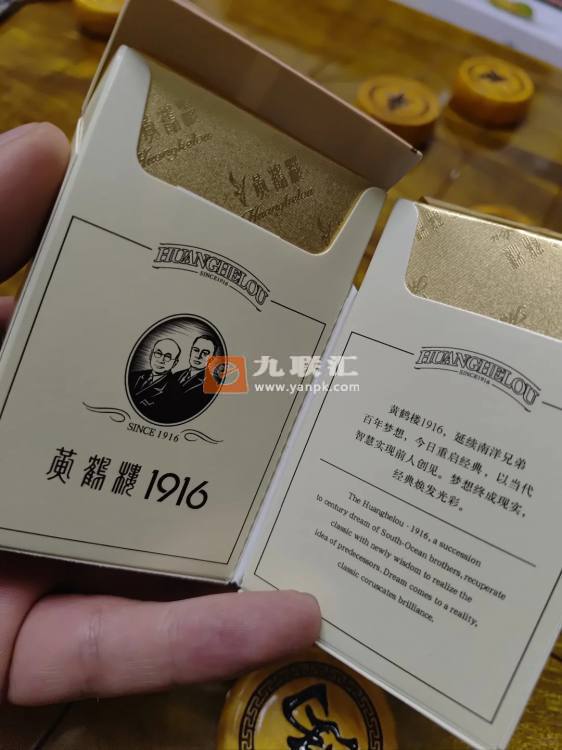 黄鹤楼
Huanghelou
HUANGHELOU
SINCE1916
SINCE 1916
黄鹤楼1916
九联汇
www.yanpk.com
HUANGHELOU
SINCE1916
黄鹤楼1916，延续南洋兄弟
百年梦想，今日重启经典，以当代
智慧实现前人创见。梦想终成现实，
经典焕发光彩。
The Huanghelou · 1916, a succession
to century dream of South-Ocean brothers, recuperate
classic with newly wisdom to realize the
idea of predecessors. Dream comes to a reality,
classic coruscates brilliance.